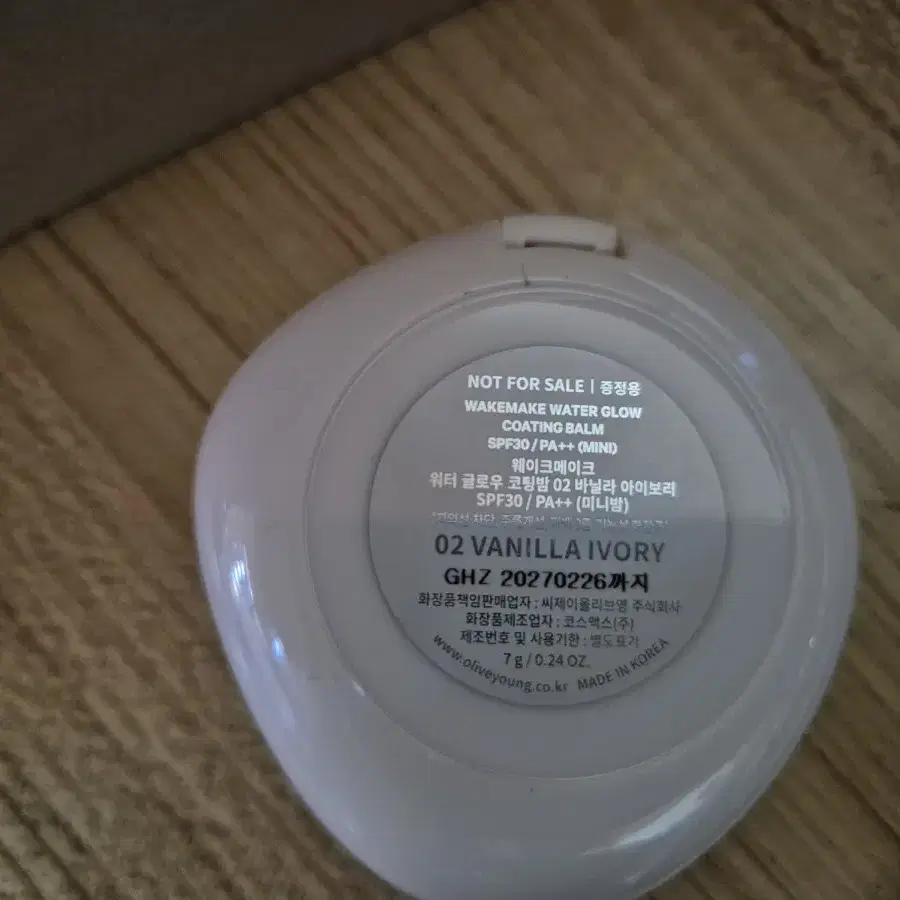 NOT FOR SALE | 증정용
WAKEMAKE WATER GLOW
COATING BALM
SPF30 / PA++ (MINI)
웨이크메이크
워터 글로우 코팅밤 02 바닐라 아이보리
SPF30 / PA++ (미니밤)
02 VANILLA IVORY
GHZ 20270226까지
화장품책임판매업자 : 씨제이올리브영 주식회사
화장품제조업자 : 코스맥스(주)
제조번호 및 사용기한 : 별도표기
7 g / 0.24 OZ.
www.oliveyoung.co.kr MADE IN KOREA